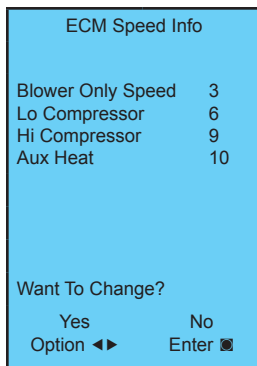 ECM Speed Info
Blower Only Speed 3
Lo Compressor 6
Hi Compressor 9
Aux Heat 10
Want To Change?
Yes No
Option ◄► Enter ◙